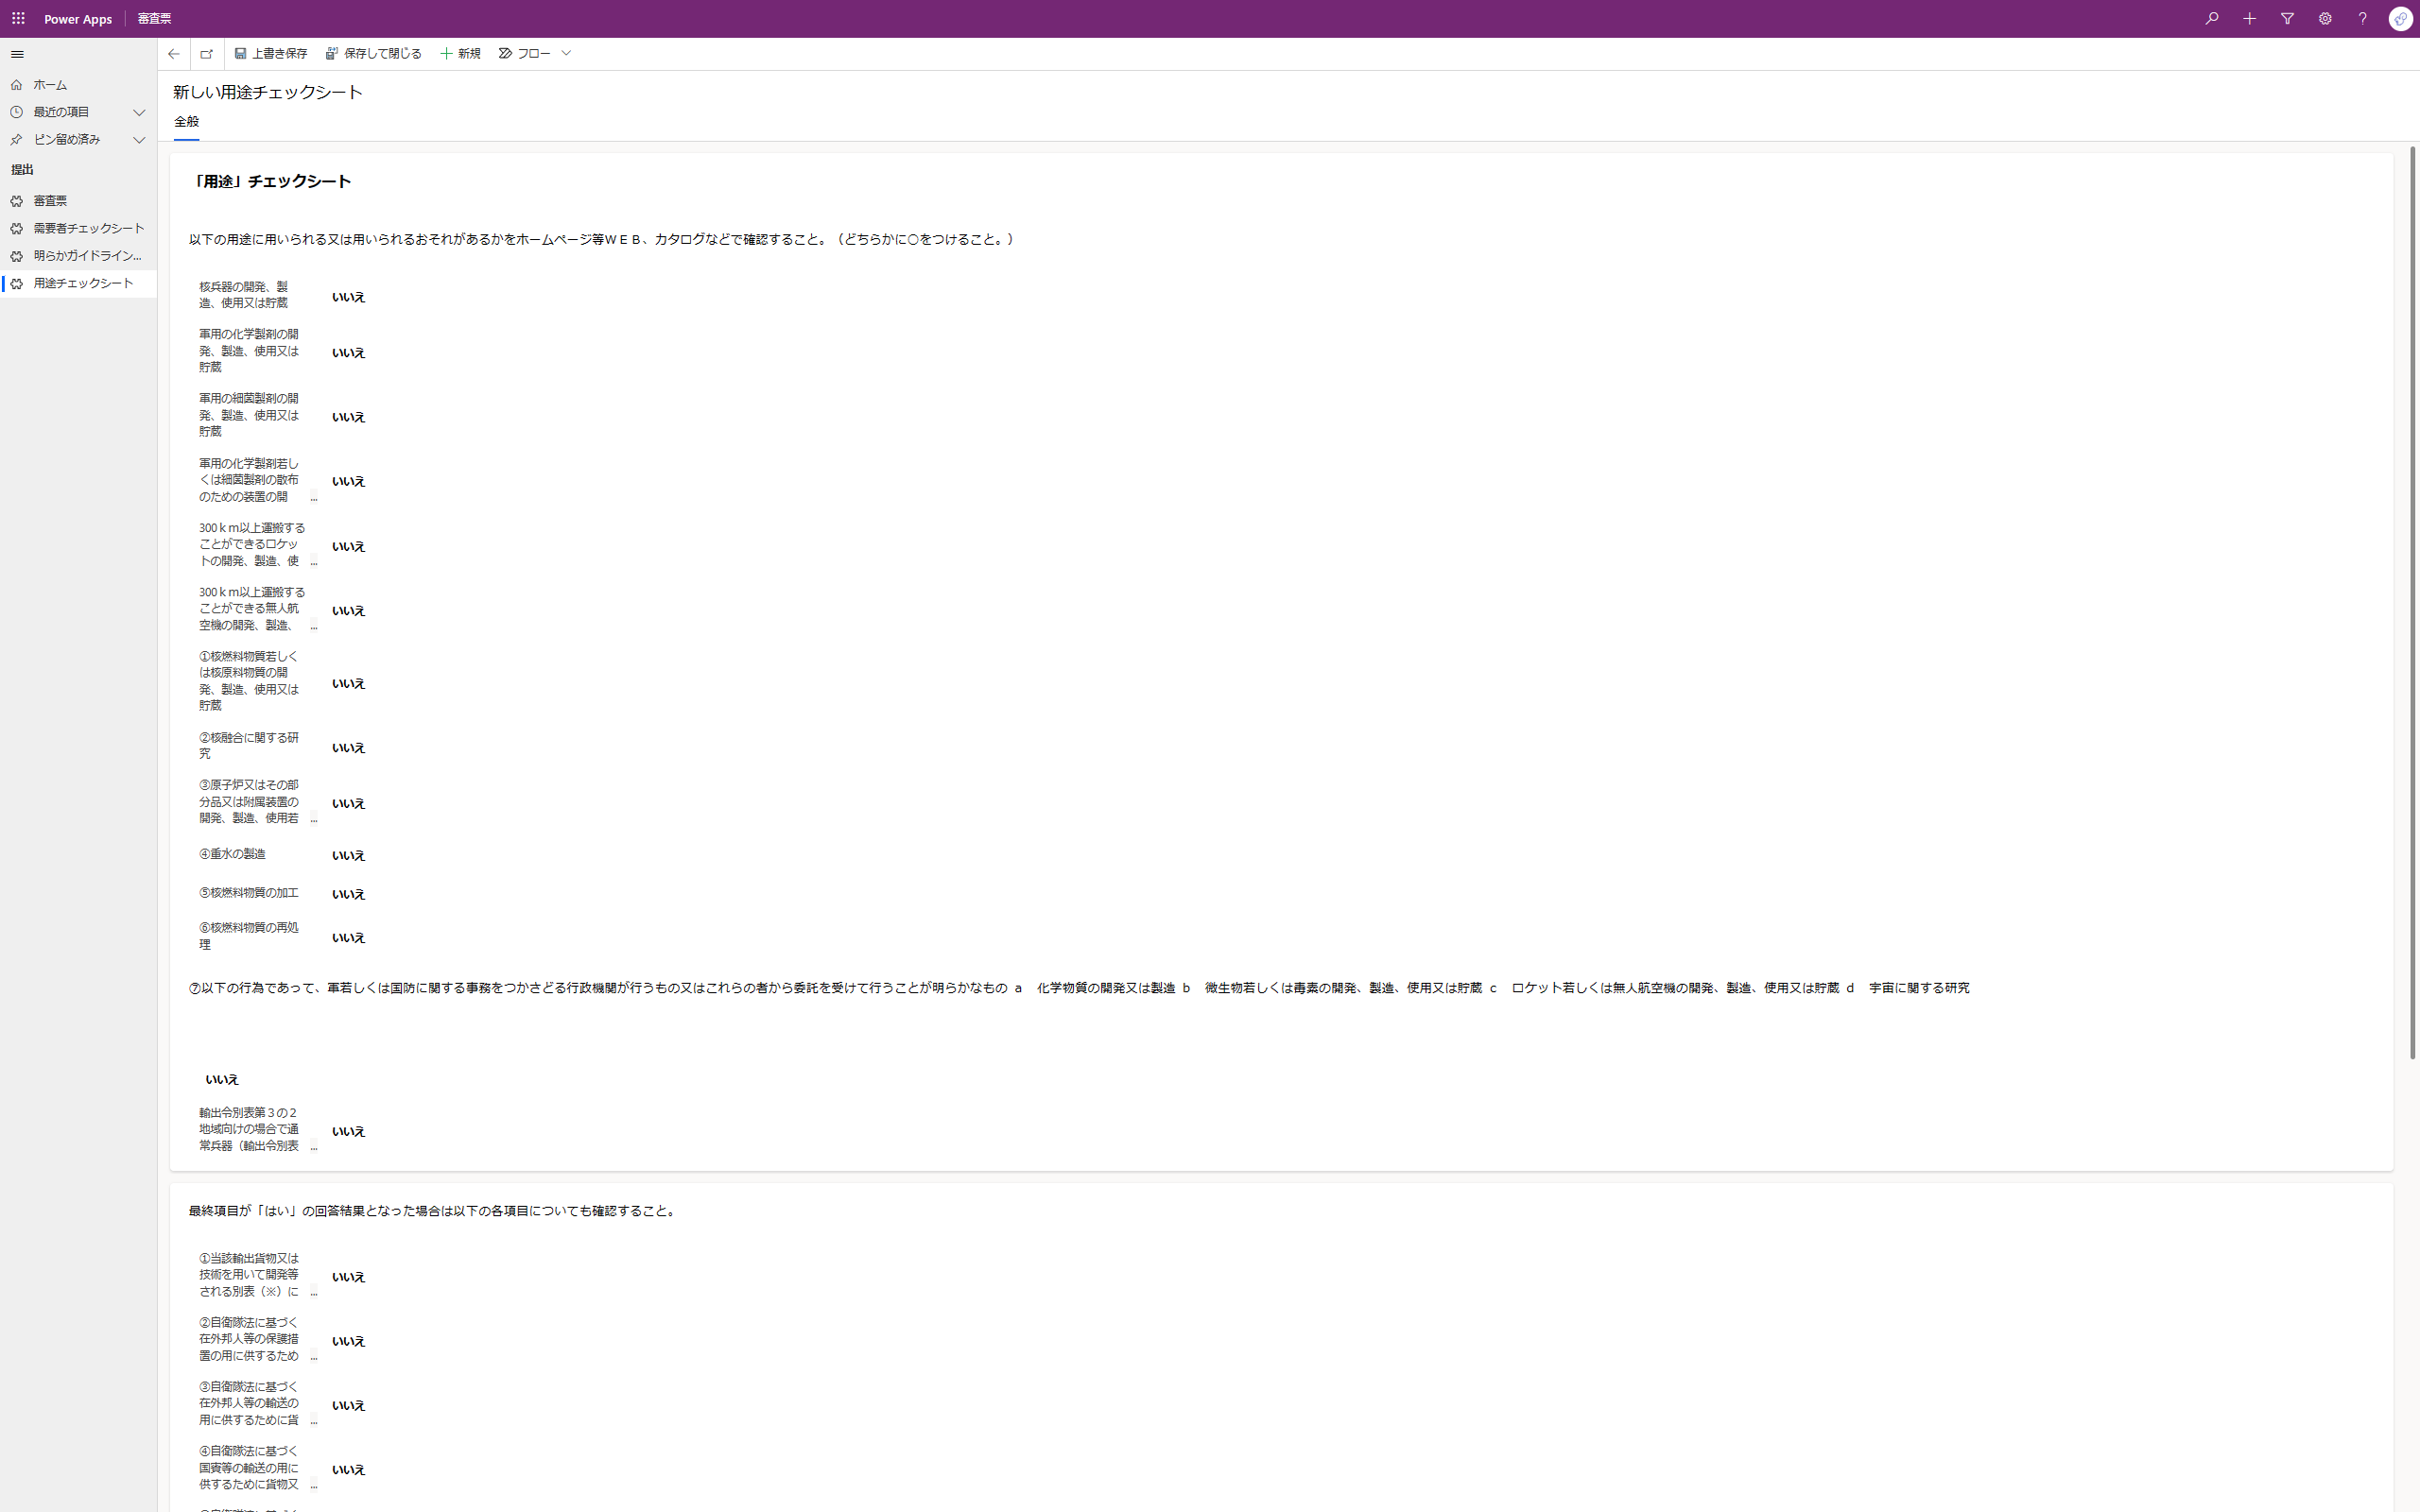 Power Apps
審査票
上書き保存
保存して閉じる
新規
フロー
ホーム
最近の項目
ピン留め済み
提出
審査票
需要者チェックシート
明らかガイドライン...
用途チェックシート
新しい用途チェックシート
全般
「用途」チェックシート
以下の用途に用いられる又は用いられるおそれがあるかをホームページ等ＷＥＢ、カタログなどで確認すること。（どちらかに○をつけること。）
核兵器の開発、製
造、使用又は貯蔵
いいえ
軍用の化学製剤の開
発、製造、使用又は
貯蔵
いいえ
軍用の細菌製剤の開
発、製造、使用又は
貯蔵
いいえ
軍用の化学製剤若し
くは細菌製剤の散布
のための装置の開 ...
いいえ
300ｋｍ以上運搬する
ことができるロケッ
トの開発、製造、使 ...
いいえ
300ｋｍ以上運搬する
ことができる無人航
空機の開発、製造、 ...
いいえ
①核燃料物質若しく
は核原料物質の開
発、製造、使用又は
貯蔵
いいえ
②核融合に関する研
究
いいえ
③原子炉又はその部
分品又は附属装置の
開発、製造、使用若 ...
いいえ
④重水の製造
いいえ
⑤核燃料物質の加工
いいえ
⑥核燃料物質の再処
理
いいえ
⑦以下の行為であって、軍若しくは国防に関する事務をつかさどる行政機関が行うもの又はこれらの者から委託を受けて行うことが明らかなもの ａ　化学物質の開発又は製造 ｂ　微生物若しくは毒素の開発、製造、使用又は貯蔵 ｃ　ロケット若しくは無人航空機の開発、製造、使用又は貯蔵 ｄ　宇宙に関する研究
いいえ
輸出令別表第３の２
地域向けの場合で通
常兵器（輸出令別表 ...
いいえ
最終項目が「はい」の回答結果となった場合は以下の各項目についても確認すること。
①当該輸出貨物又は
技術を用いて開発等
される別表（※）に ...
いいえ
②自衛隊法に基づく
在外邦人等の保護措
置の用に供するため ...
いいえ
③自衛隊法に基づく
在外邦人等の輸送の
用に供するために貨 ...
いいえ
④自衛隊法に基づく
国賓等の輸送の用に
供するために貨物又 ...
いいえ